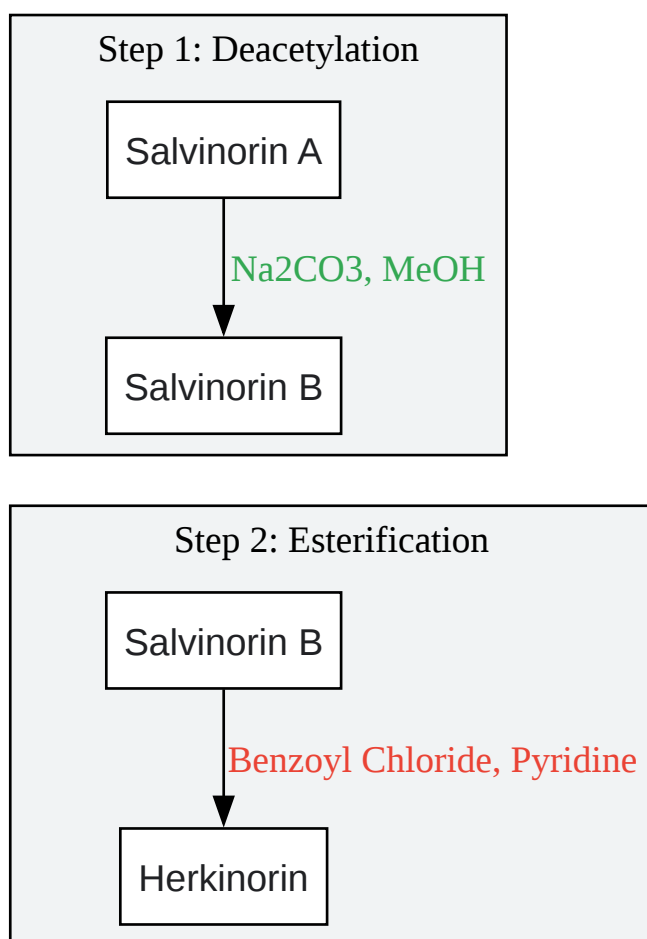 Step 1: Deacetylation
Salvinorin A
Na2CO3, MeOH
Salvinorin B
Step 2: Esterification
Salvinorin B
Benzoyl Chloride, Pyridine
Herkinorin